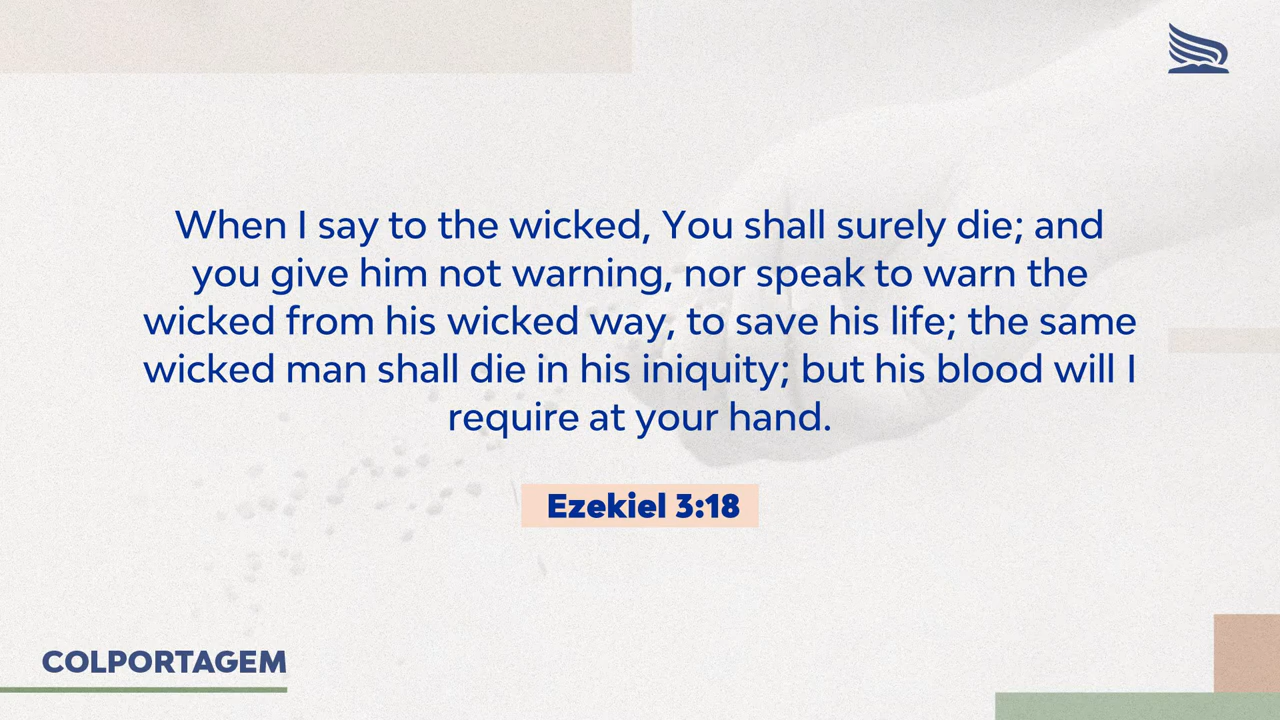 When I say to the wicked, You shall surely die; and
you give him not warning, nor speak to warn the
wicked from his wicked way, to save his life; the same
wicked man shall die in his iniquity; but his blood will I
require at your hand.
Ezekiel 3:18
COLPORTAGEM